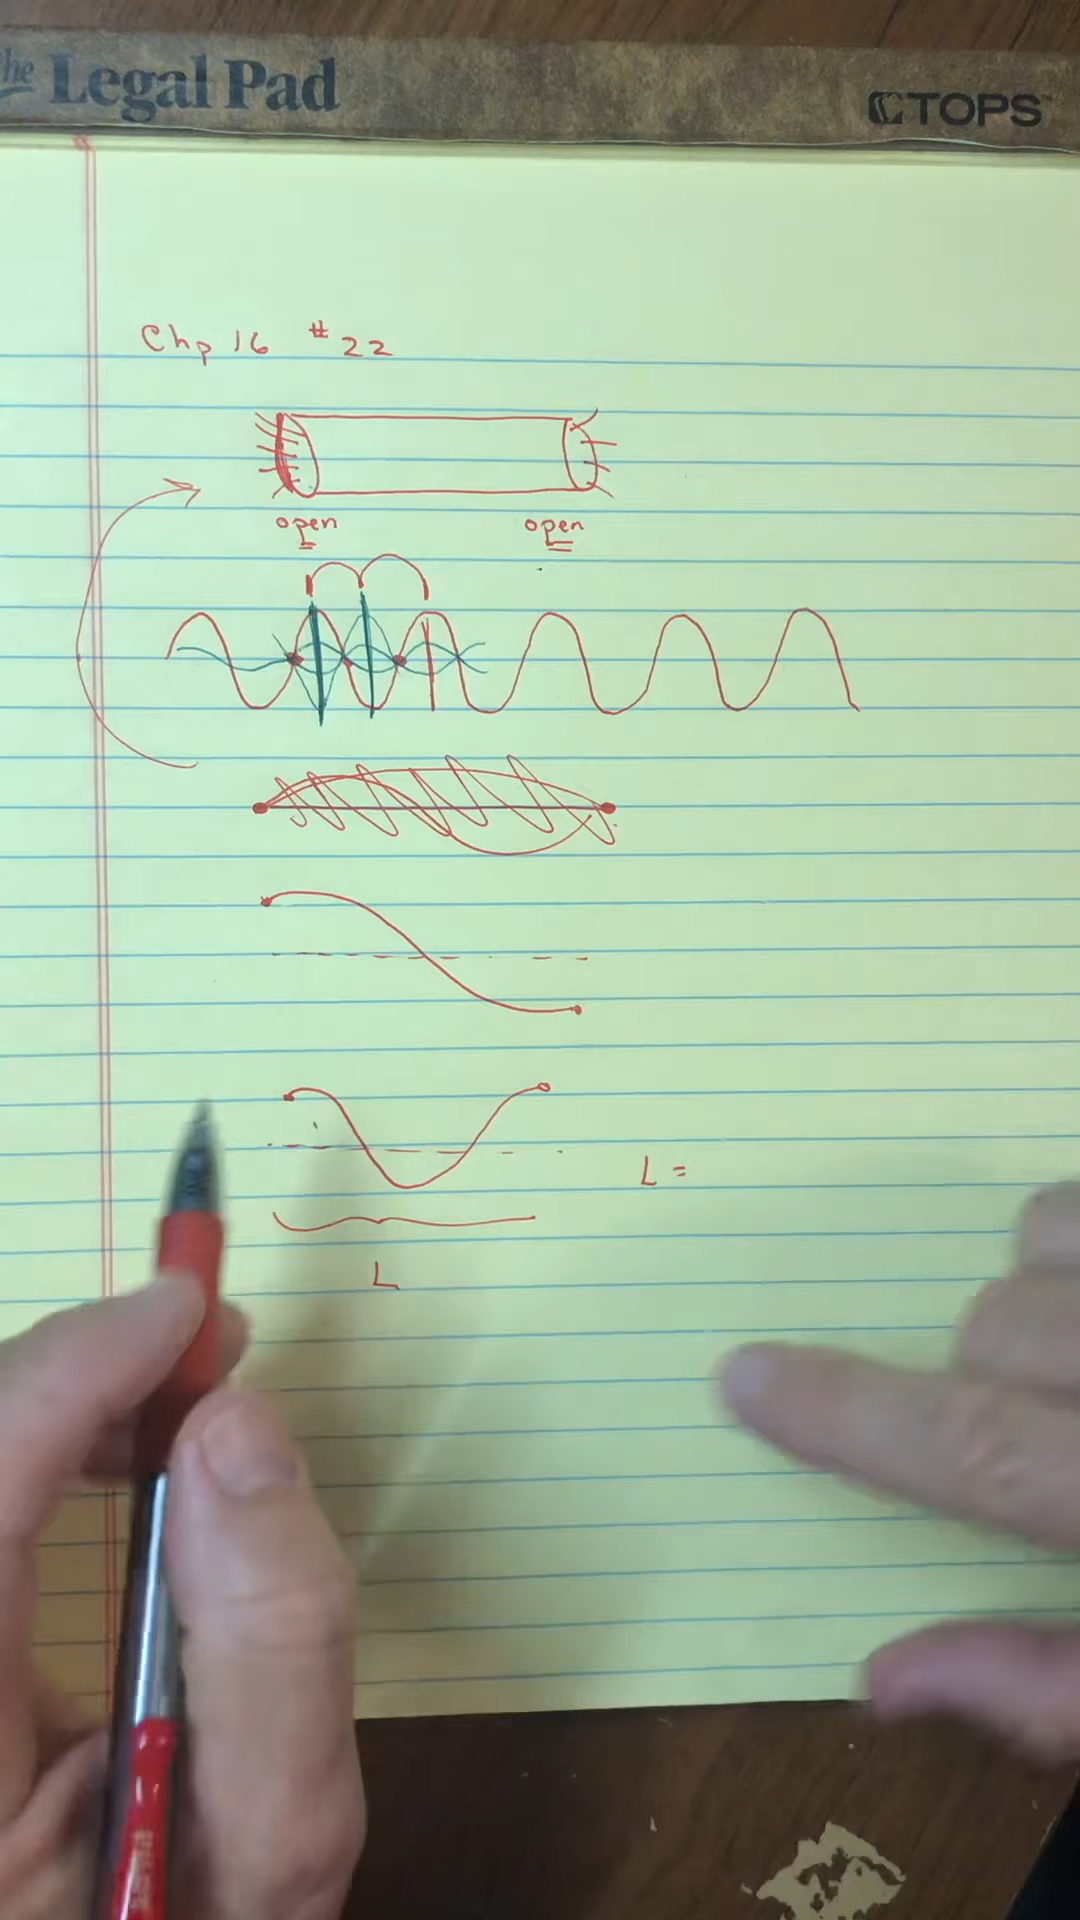 the Legal Pad TOPS
Chp 16 # 22
open open
L =
L